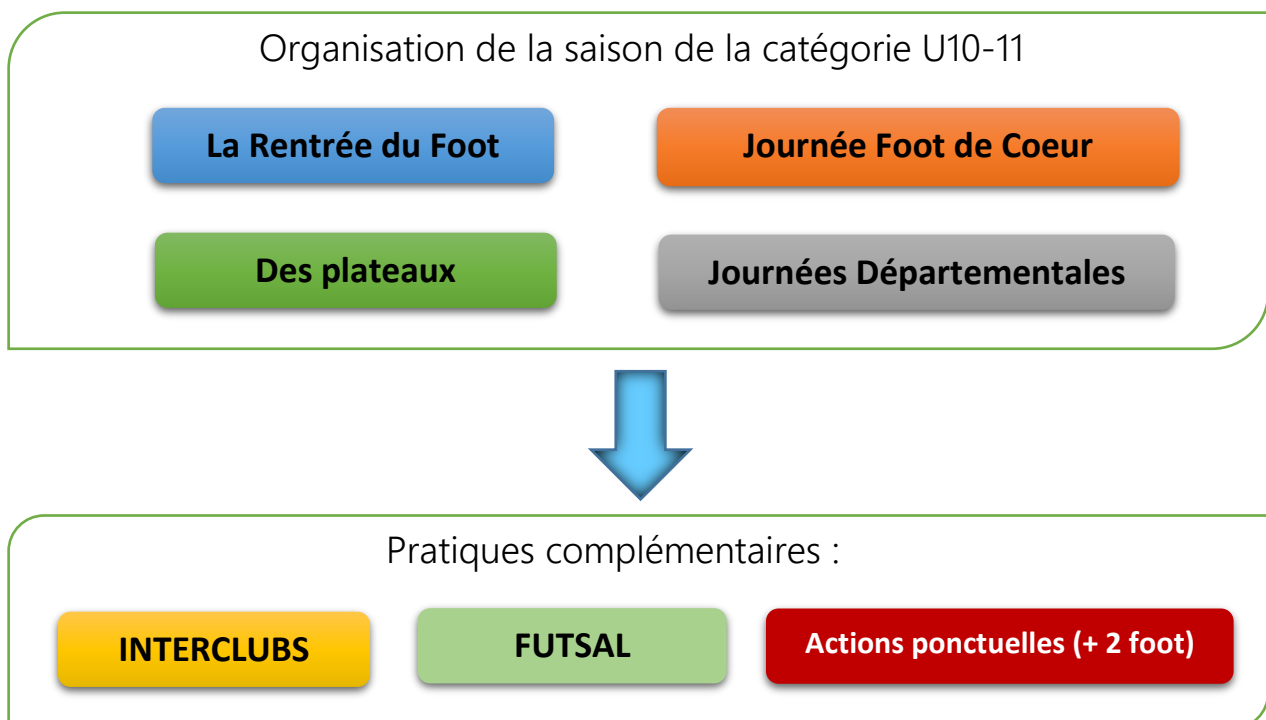 Organisation de la saison de la catégorie U10-11
La Rentrée du Foot
Journée Foot de Coeur
Des plateaux
Journées Départementales
Pratiques complémentaires :
INTERCLUBS
FUTSAL
Actions ponctuelles (+ 2 foot)